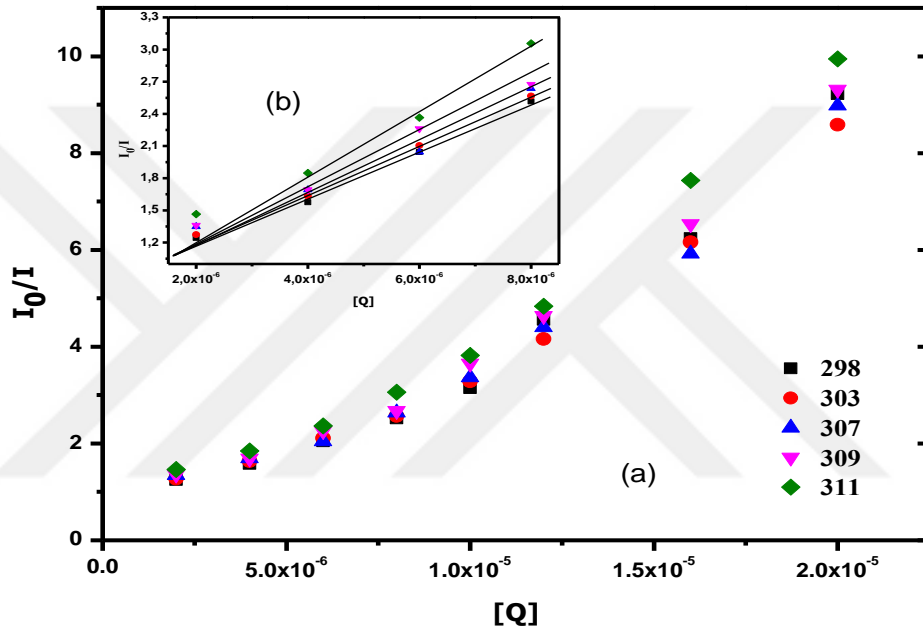 3,3
3,0
2,7
2,4
2,1
1,8
1,5
1,2
I₀/I
(b)
2,0x10⁻⁶ 4,0x10⁻⁶ 6,0x10⁻⁶ 8,0x10⁻⁶
[Q]
10
8
6
4
2
0
I₀/I
298
303
307
309
311
(a)
0.0 5.0x10⁻⁶ 1.0x10⁻⁵ 1.5x10⁻⁵ 2.0x10⁻⁵
[Q]